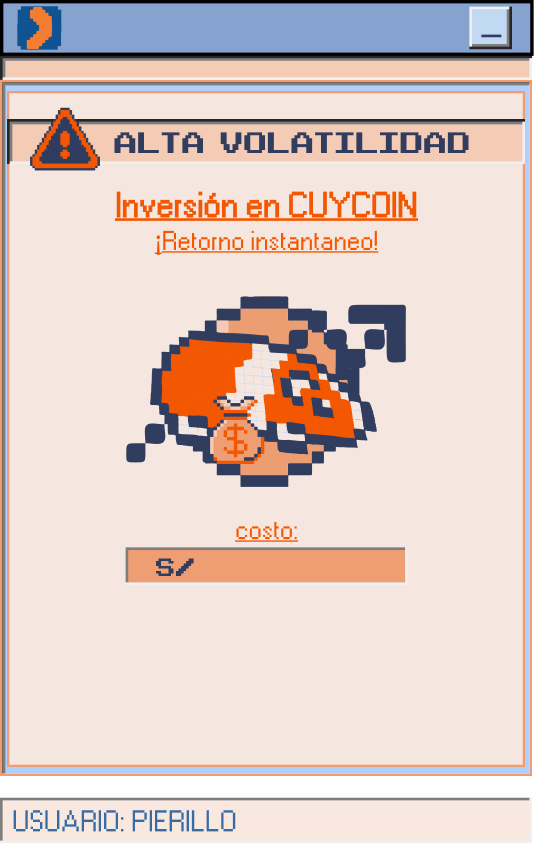 ALTA VOLATILIDAD
Inversión en CUYCOIN
¡Retorno instantaneo!
$
costo:
S/
USUARIO: PIERILLO